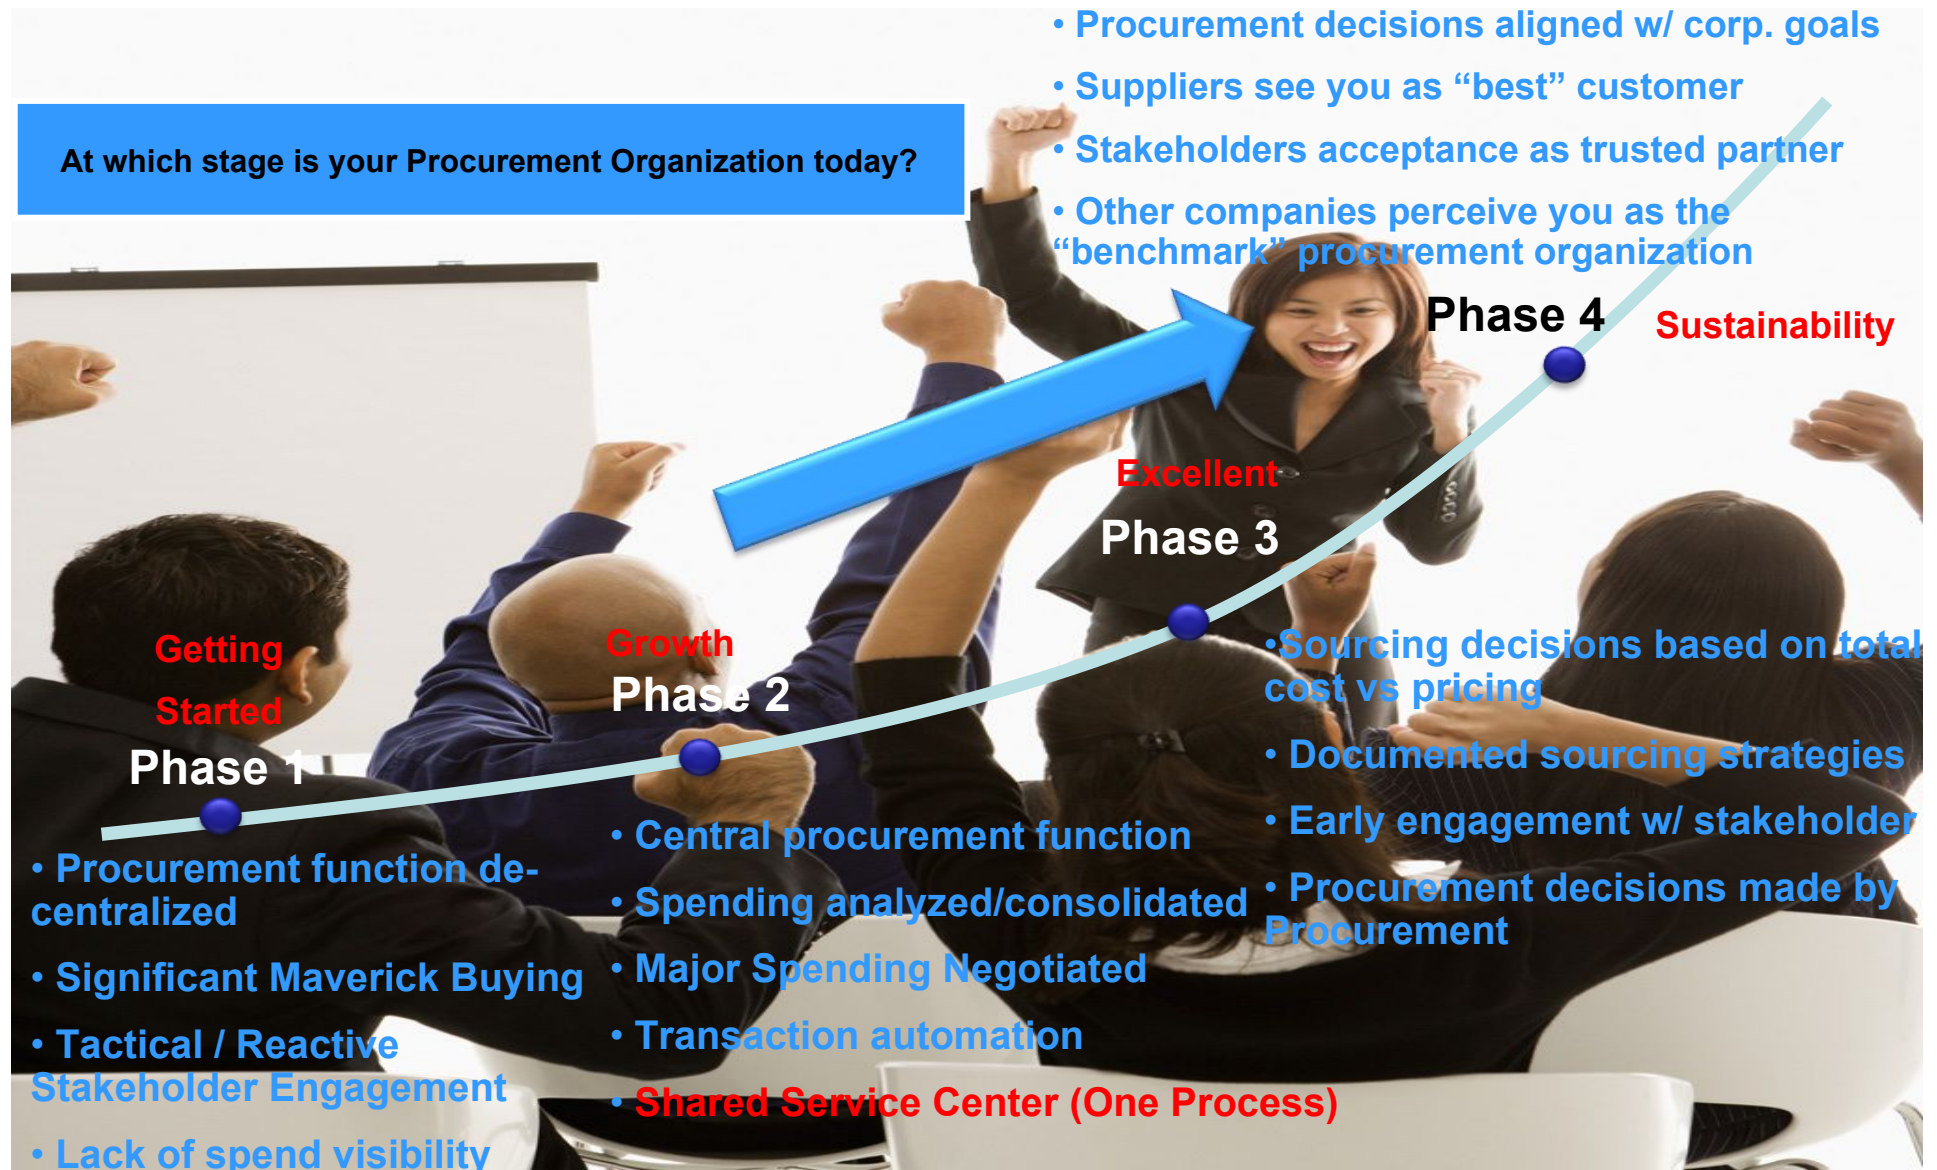 At which stage is your Procurement Organization today?
• Procurement decisions aligned w/ corp. goals
• Suppliers see you as “best” customer
• Stakeholders acceptance as trusted partner
• Other companies perceive you as the
“benchmark” procurement organization
Phase 4
Sustainability
Excellent
Phase 3
•Sourcing decisions based on total
cost vs pricing
• Documented sourcing strategies
• Early engagement w/ stakeholder
• Procurement decisions made by
Procurement
Growth
Phase 2
• Central procurement function
• Spending analyzed/consolidated
• Major Spending Negotiated
• Transaction automation
• Shared Service Center (One Process)
Getting
Started
Phase 1
• Procurement function de-
centralized
• Significant Maverick Buying
• Tactical / Reactive
Stakeholder Engagement
• Lack of spend visibility